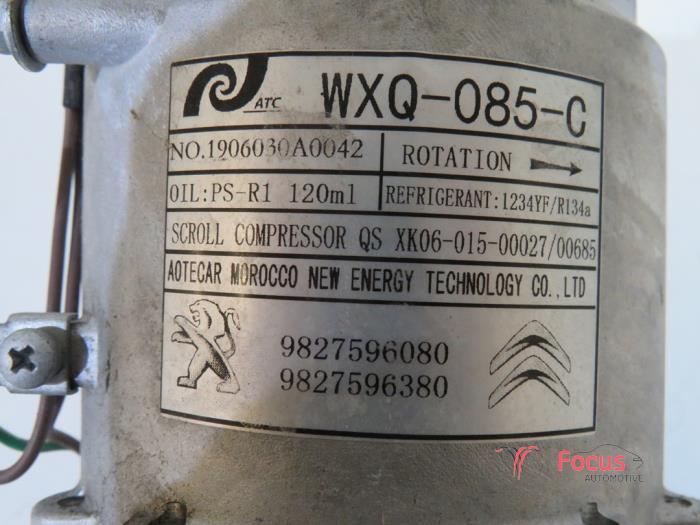 ATC WXQ-085-C
NO.1906030A0042 ROTATION
OIL:PS-R1 120ml REFRIGERANT:1234YF/R134a
SCROLL COMPRESSOR QS XK06-015-00027/00685
AOTECAR MOROCCO NEW ENERGY TECHNOLOGY CO.,LTD
9827596080
9827596380
Focus
AUTOMOTIVE